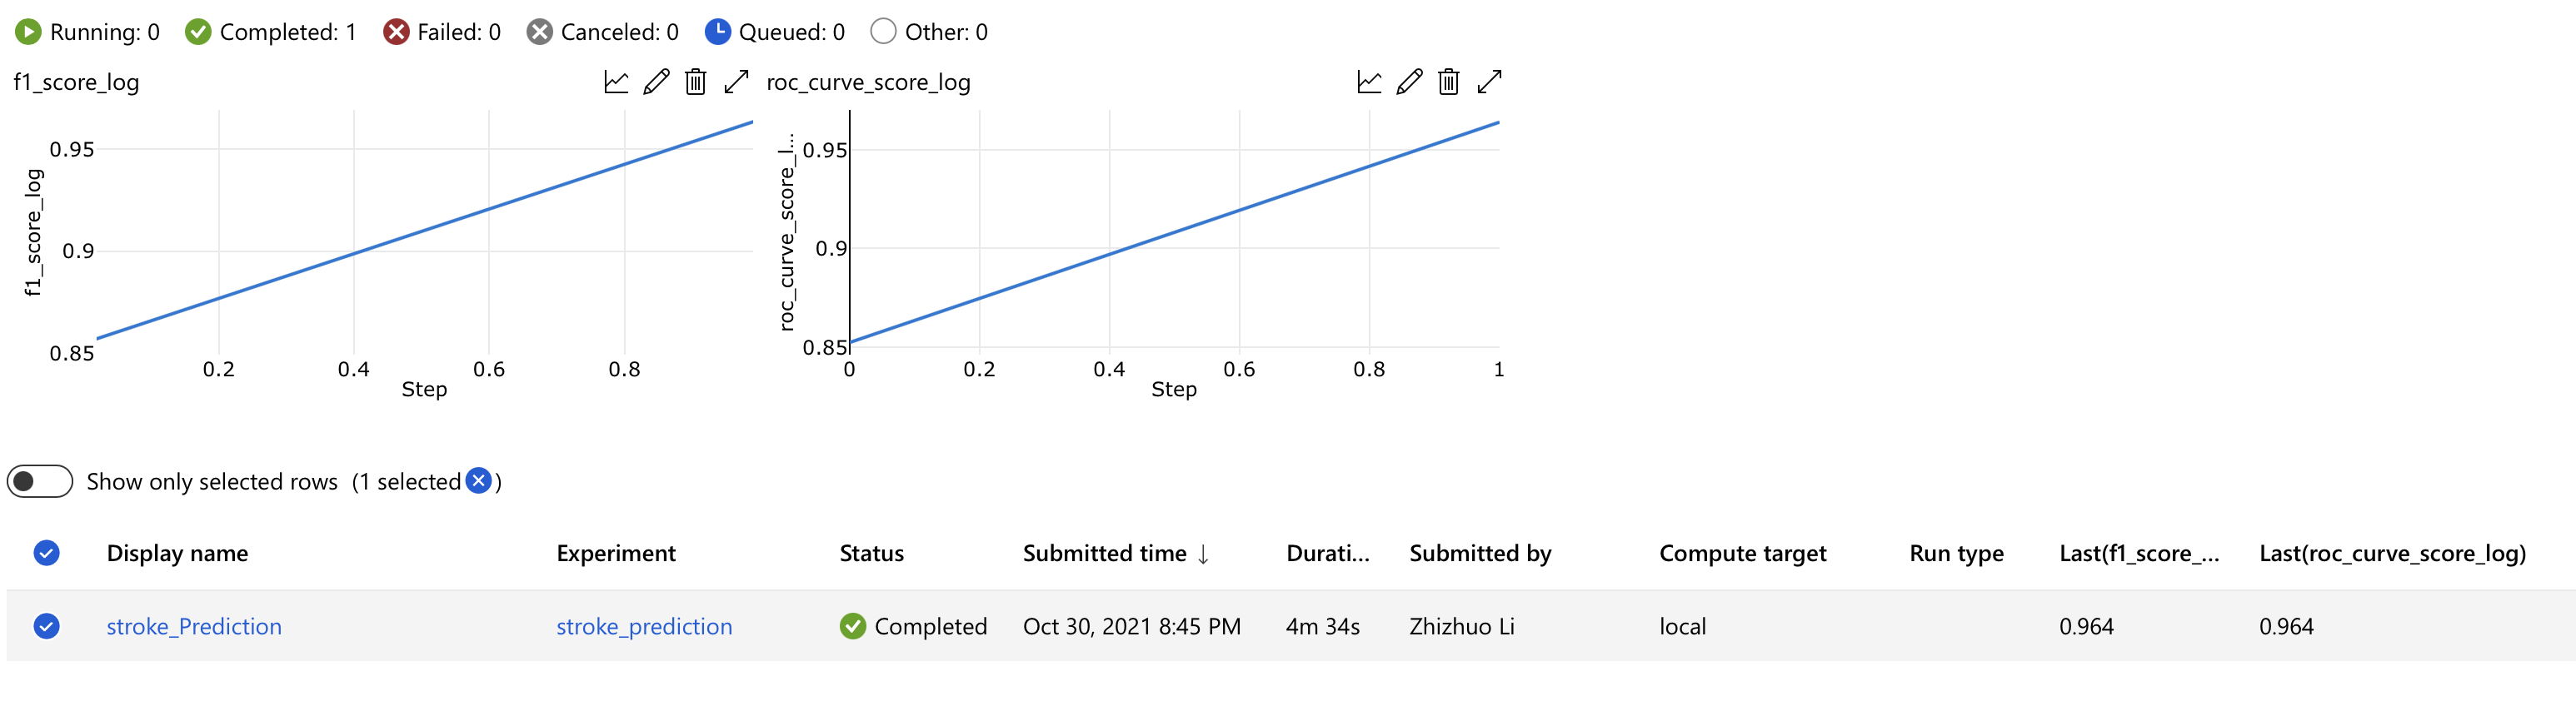 Running: 0 Completed: 1 Failed: 0 Canceled: 0 Queued: 0 Other: 0
f1_score_log
0.95
0.9
0.85
f1_score_log
0.2 0.4 0.6 0.8
Step
roc_curve_score_log
0.95
0.9
0.85
roc_curve_score_l...
0 0.2 0.4 0.6 0.8 1
Step
Show only selected rows (1 selected )
Display name Experiment Status Submitted time ↓ Durati... Submitted by Compute target Run type Last(f1_score_... Last(roc_curve_score_log)
stroke_Prediction stroke_prediction Completed Oct 30, 2021 8:45 PM 4m 34s Zhizhuo Li local 0.964 0.964